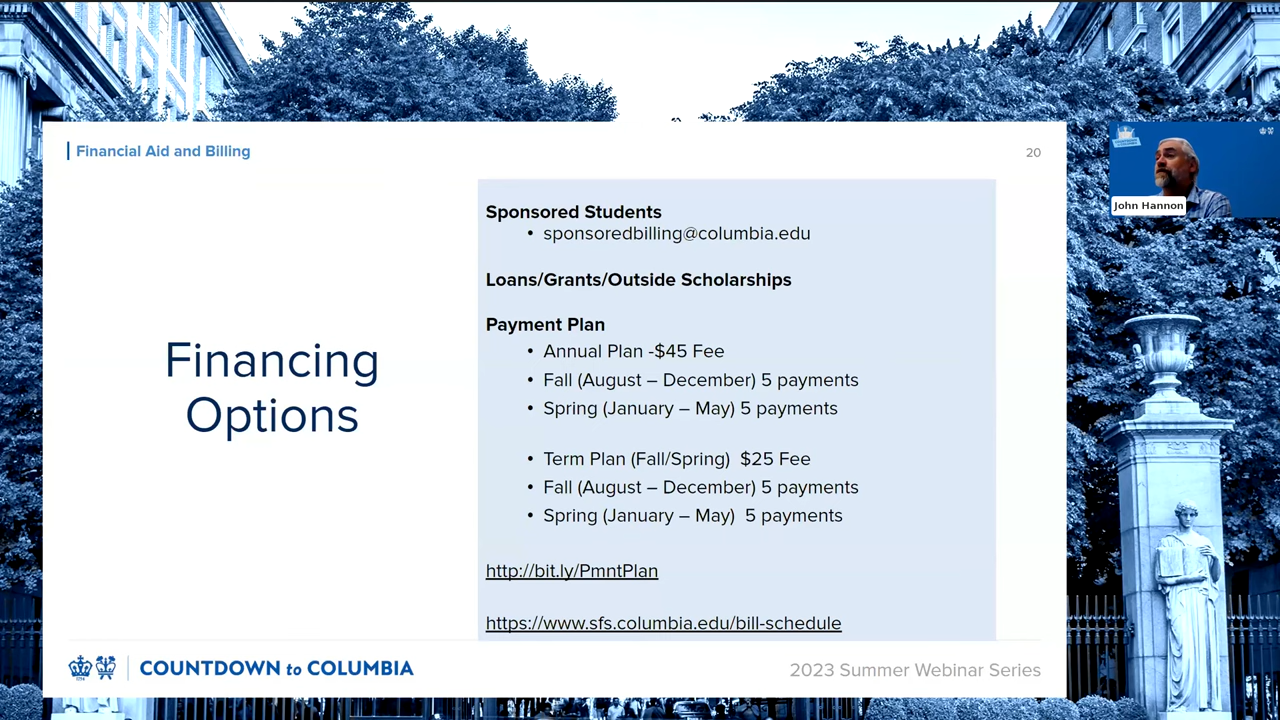 Financial Aid and Billing
20
John Hannon
Financing
Options
Sponsored Students
• sponsoredbilling@columbia.edu
Loans/Grants/Outside Scholarships
Payment Plan
• Annual Plan -$45 Fee
• Fall (August – December) 5 payments
• Spring (January – May) 5 payments
• Term Plan (Fall/Spring)  $25 Fee
• Fall (August – December) 5 payments
• Spring (January – May)  5 payments
http://bit.ly/PmntPlan
https://www.sfs.columbia.edu/bill-schedule
COUNTDOWN to COLUMBIA
2023 Summer Webinar Series